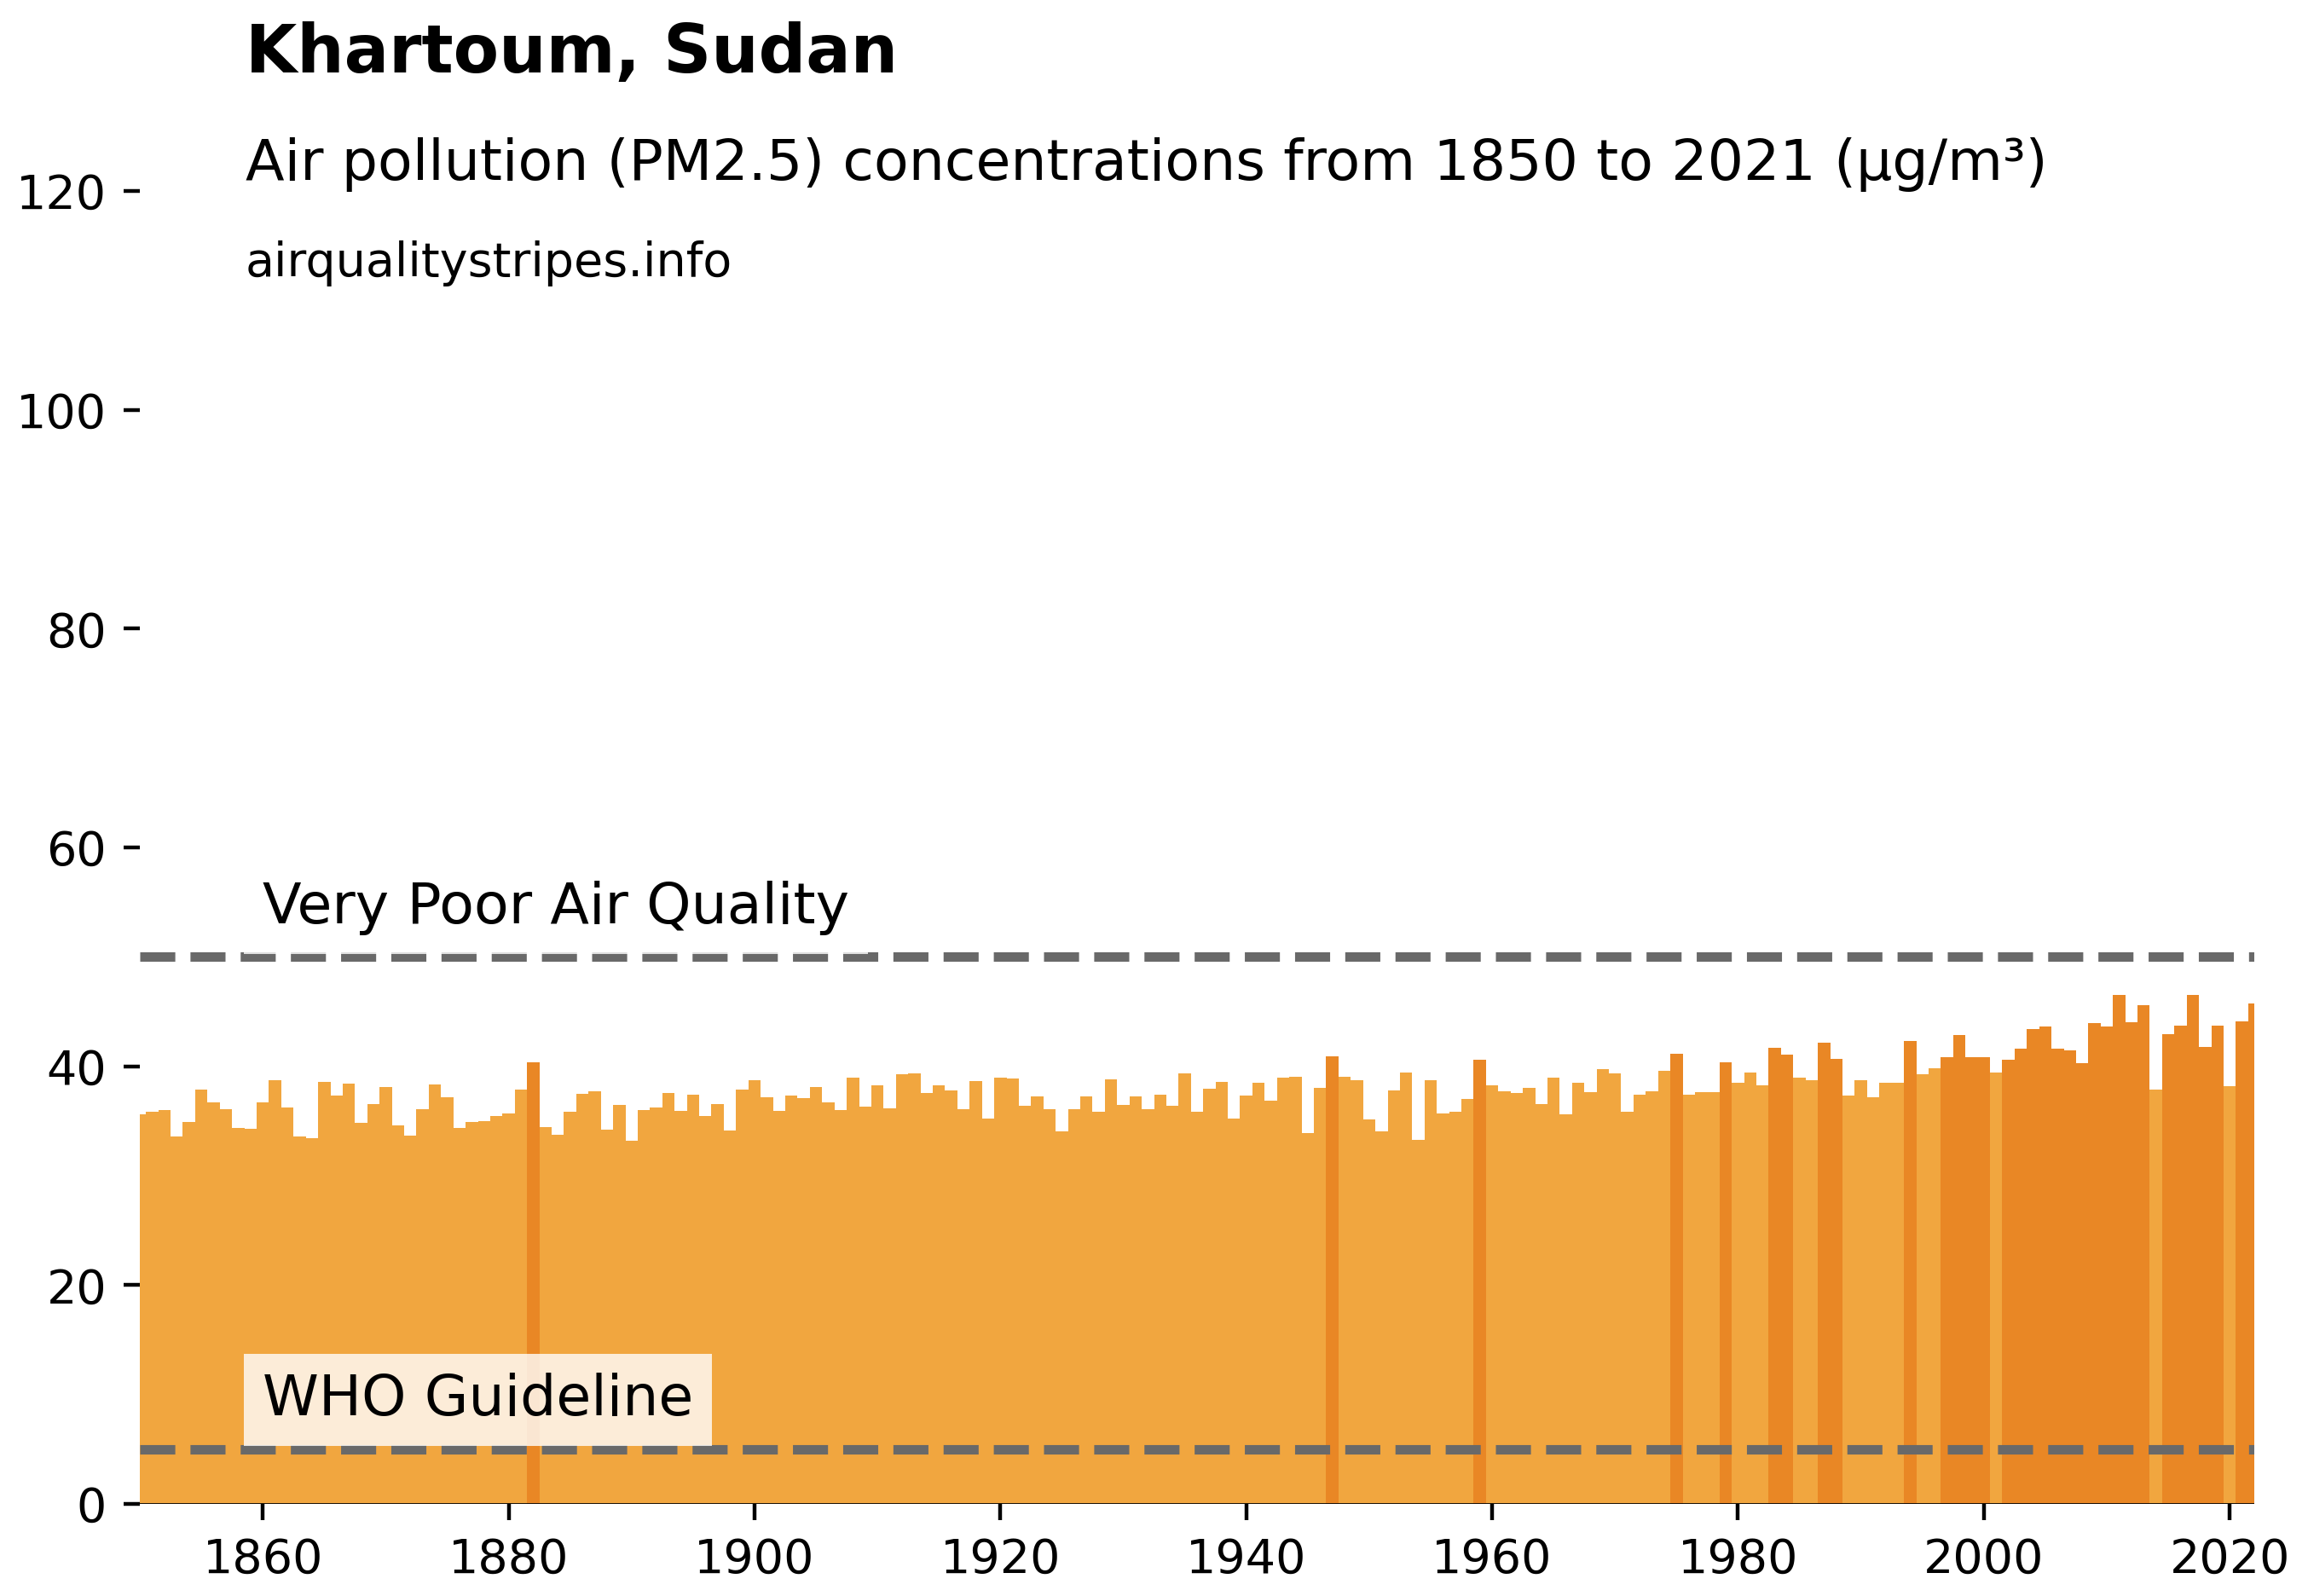 Khartoum, Sudan
Air pollution (PM2.5) concentrations from 1850 to 2021 (µg/m³)
airqualitystripes.info
120
100
80
60
Very Poor Air Quality
40
20
WHO Guideline
0
1860 1880 1900 1920 1940 1960 1980 2000 2020